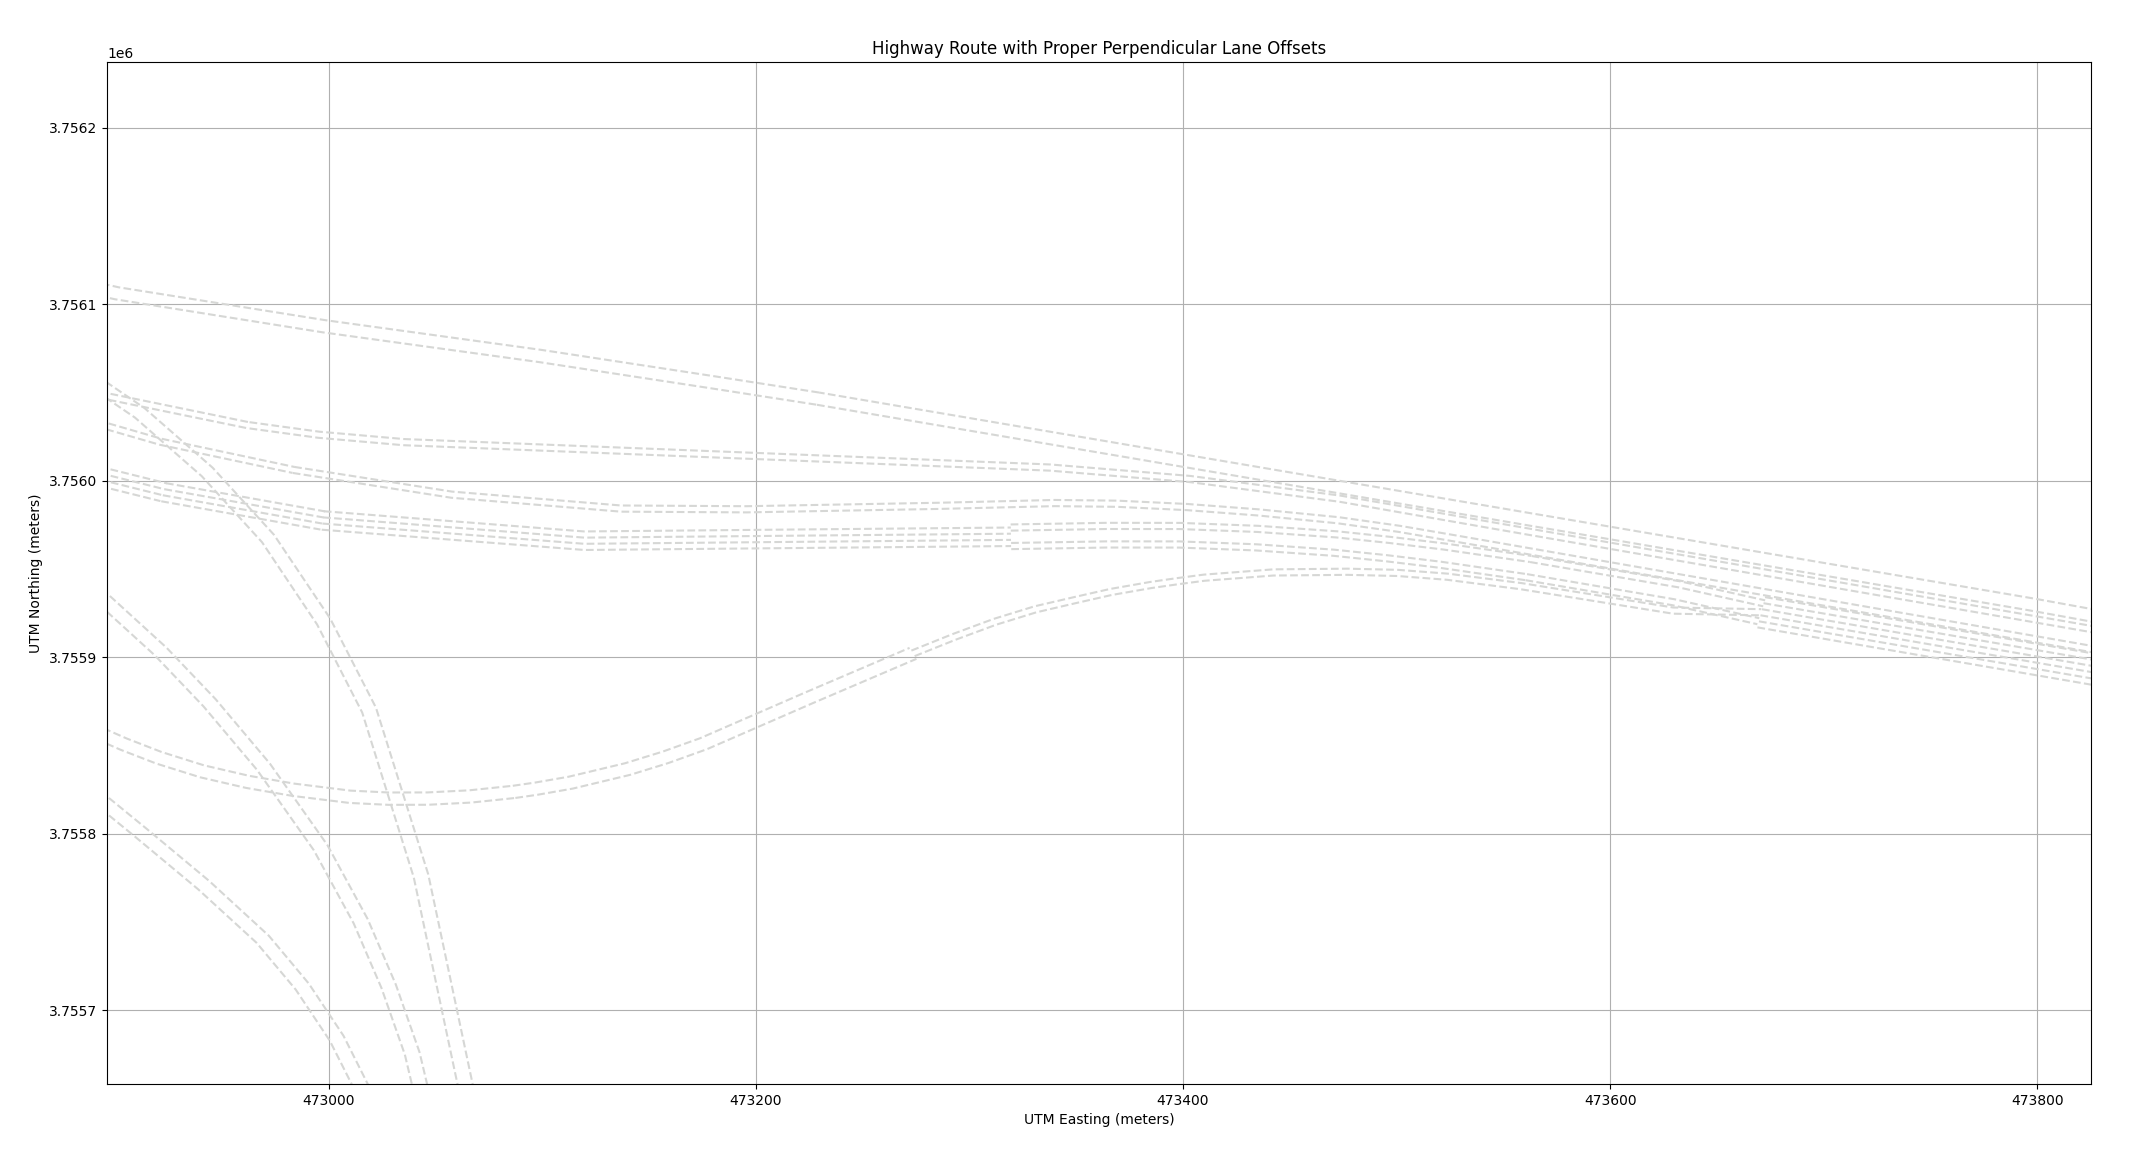 Highway Route with Proper Perpendicular Lane Offsets
1e6
3.7562
3.7561
3.7560
3.7559
3.7558
3.7557
UTM Northing (meters)
473000
473200
473400
473600
473800
UTM Easting (meters)